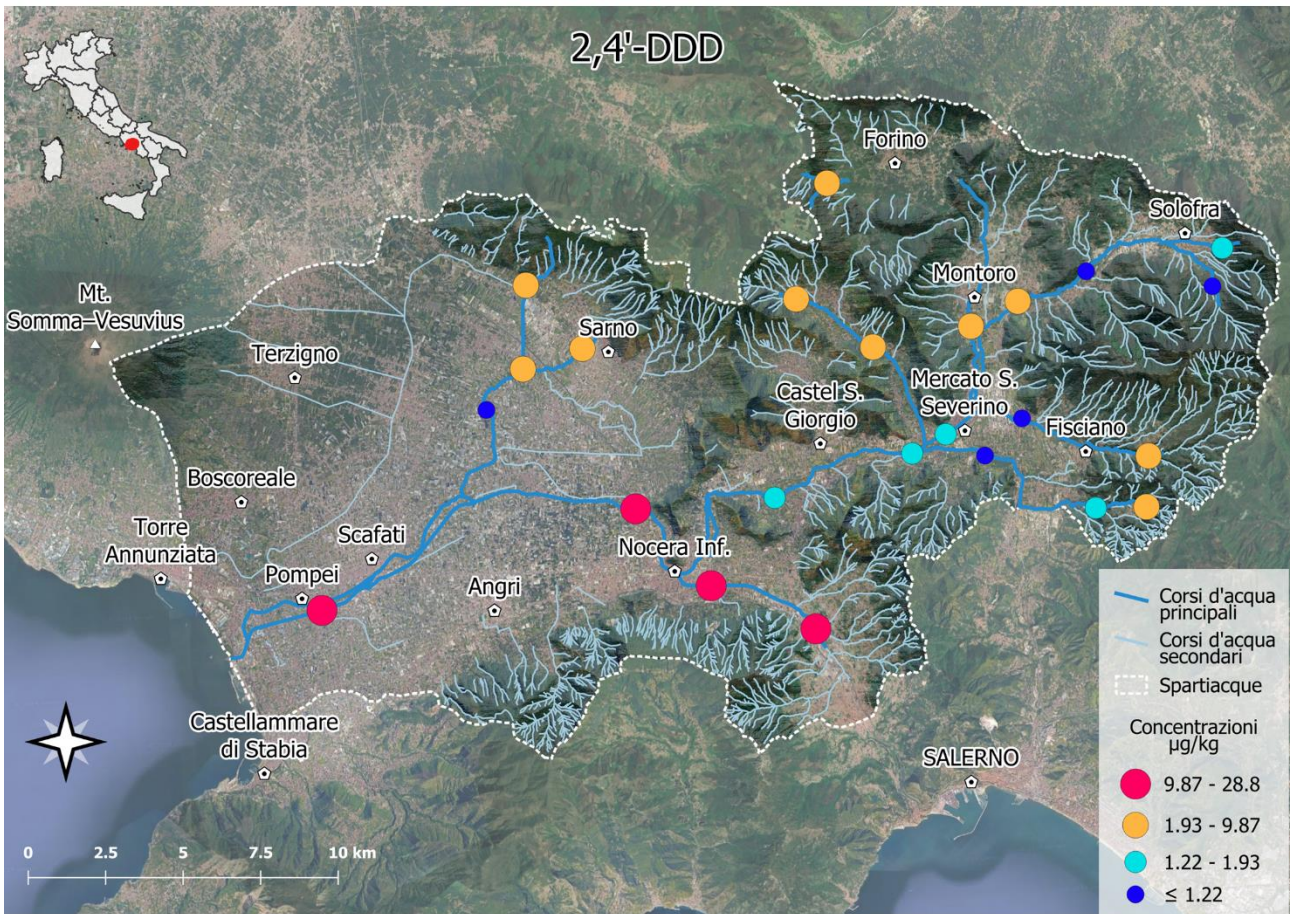 2,4'-DDD
Forino
Solofra
Montoro
Mt.
Somma–Vesuvius
Sarno
Terzigno
Castel S.
Giorgio
Mercato S.
Severino
Fisciano
Boscoreale
Torre
Annunziata
Scafati
Nocera Inf.
Pompei
Angri
Castellammare
di Stabia
SALERNO
Corsi d'acqua
principali
Corsi d'acqua
secondari
Spartiacque
Concentrazioni
µg/kg
9.87 - 28.8
1.93 - 9.87
1.22 - 1.93
≤ 1.22
0 2.5 5 7.5 10 km